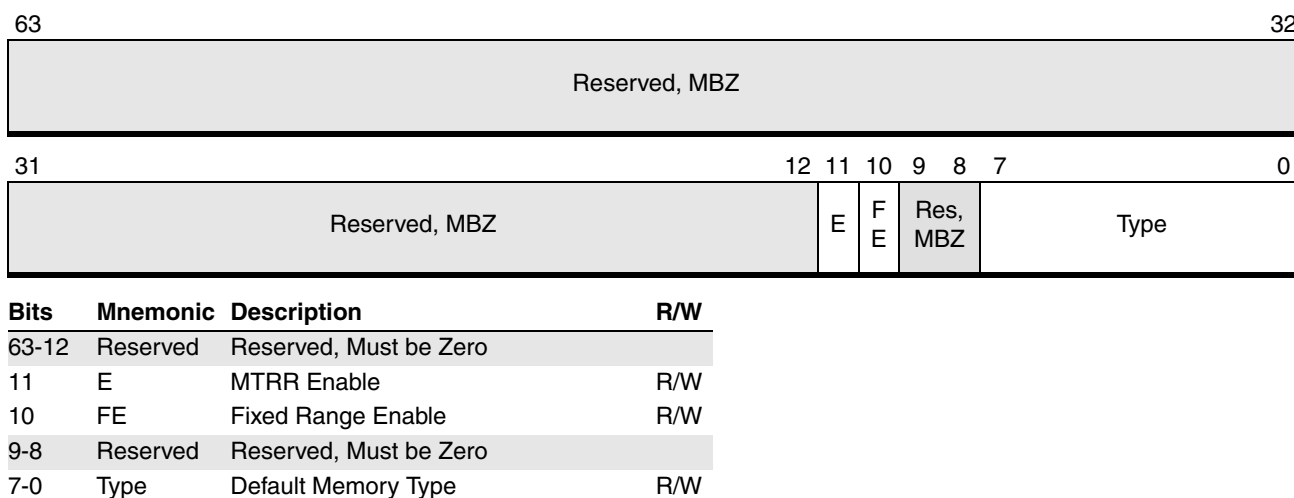 63 32
Reserved, MBZ
31 12 11 10 9 8 7 0
Reserved, MBZ E F E Res, MBZ Type
Bits Mnemonic Description R/W
63-12 Reserved Reserved, Must be Zero
11 E MTRR Enable R/W
10 FE Fixed Range Enable R/W
9-8 Reserved Reserved, Must be Zero
7-0 Type Default Memory Type R/W